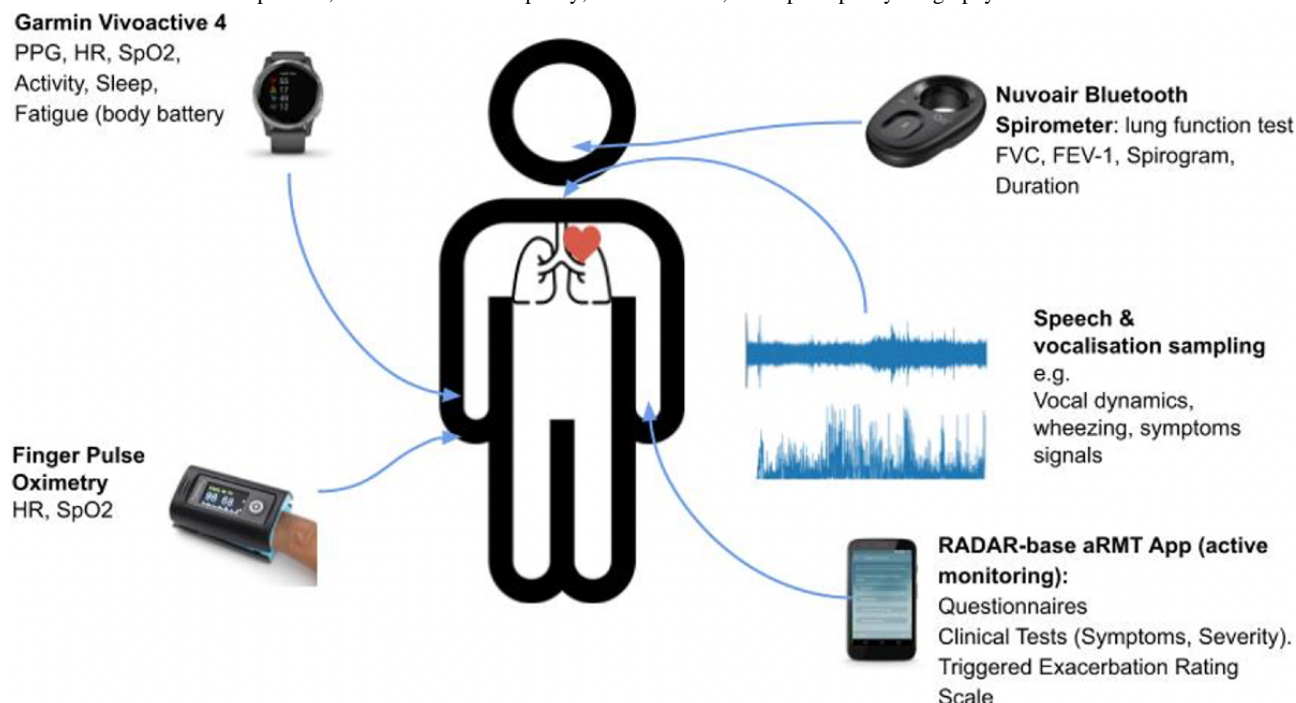 Garmin Vivoactive 4
PPG, HR, SpO2,
Activity, Sleep,
Fatigue (body battery
Nuvoair Bluetooth
Spirometer: lung function test
FVC, FEV-1, Spirogram,
Duration
Speech &
vocalisation sampling
e.g.
Vocal dynamics,
wheezing, symptoms
signals
Finger Pulse
Oximetry
HR, SpO2
98 68
RADAR-base aRMT App (active
monitoring):
Questionnaires
Clinical Tests (Symptoms, Severity).
Triggered Exacerbation Rating
Scale